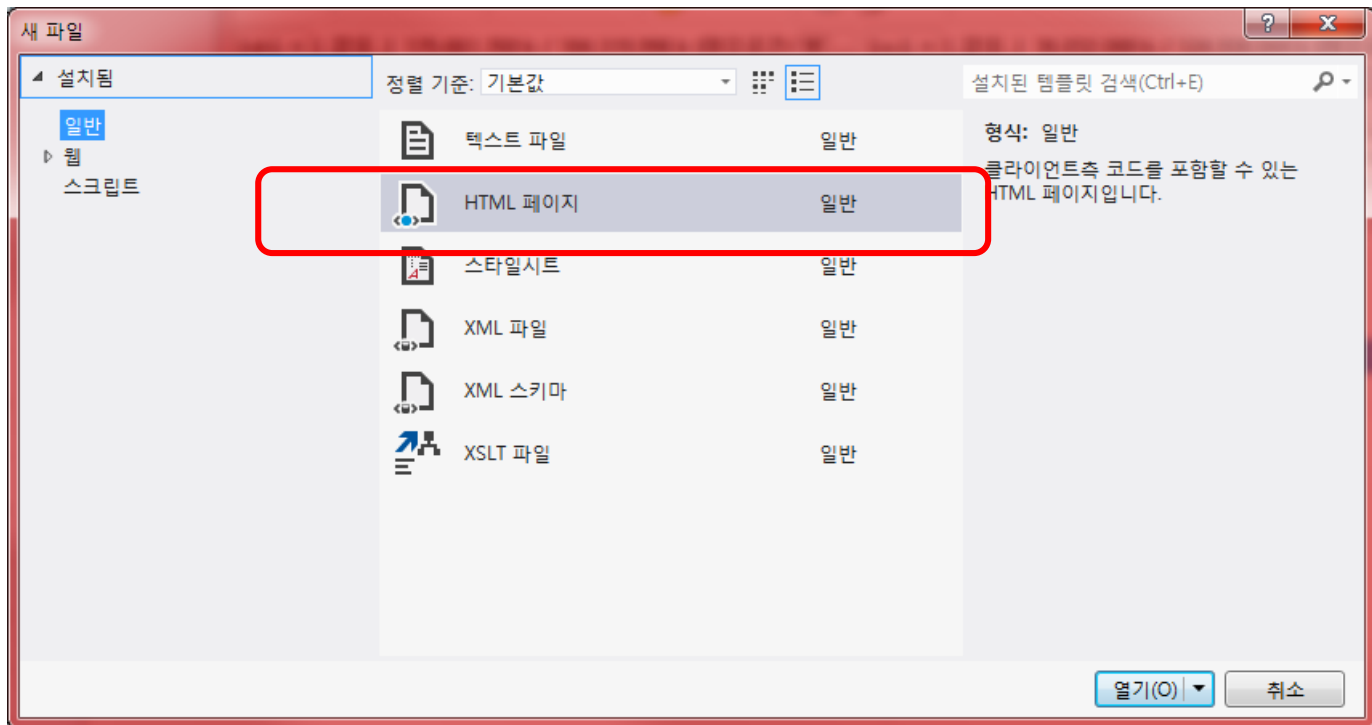 새 파일
설치됨
정렬 기준: 기본값
설치된 템플릿 검색(Ctrl+E)
일반
웹
스크립트
텍스트 파일 일반
HTML 페이지 일반
스타일시트 일반
XML 파일 일반
XML 스키마 일반
XSLT 파일 일반
형식: 일반
클라이언트측 코드를 포함할 수 있는
HTML 페이지입니다.
열기(O)
취소